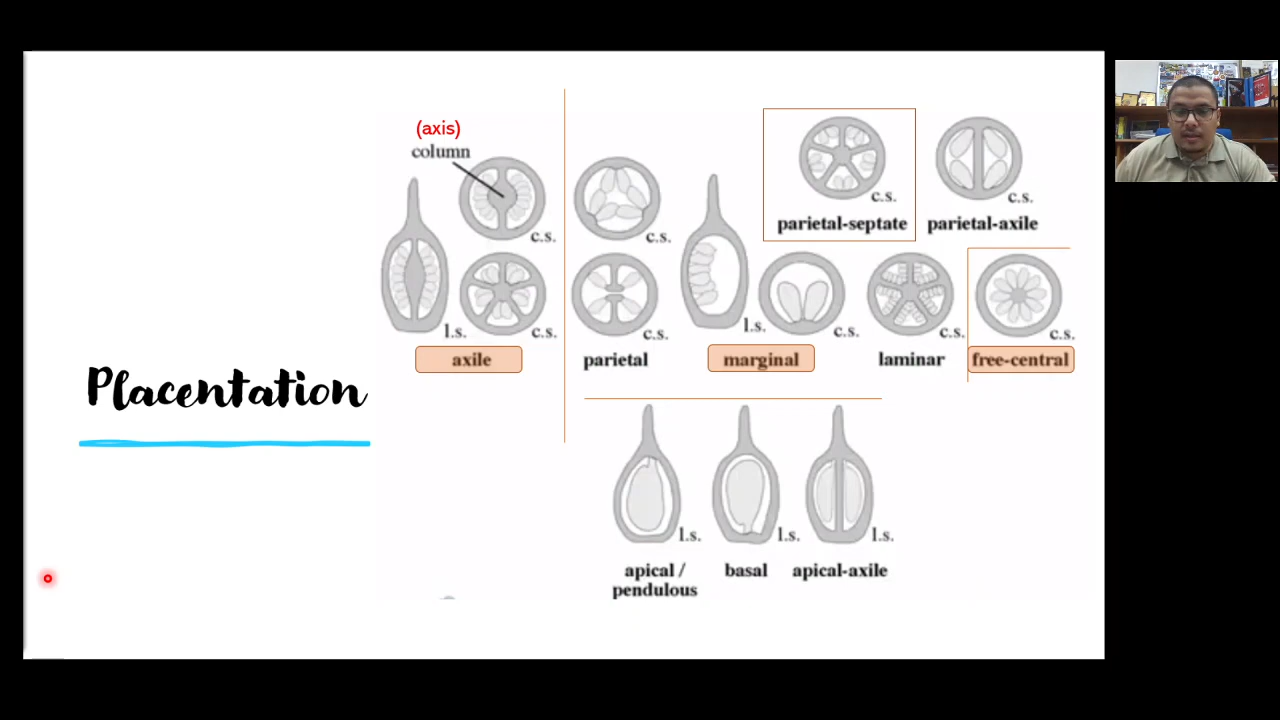 Placentation
(axis)
column
c.s.
l.s.
c.s.
axile
c.s.
c.s.
parietal
l.s.
c.s.
marginal
c.s.
parietal-septate
c.s.
parietal-axile
c.s.
laminar
c.s.
free-central
l.s.
apical /
pendulous
l.s.
basal
l.s.
apical-axile